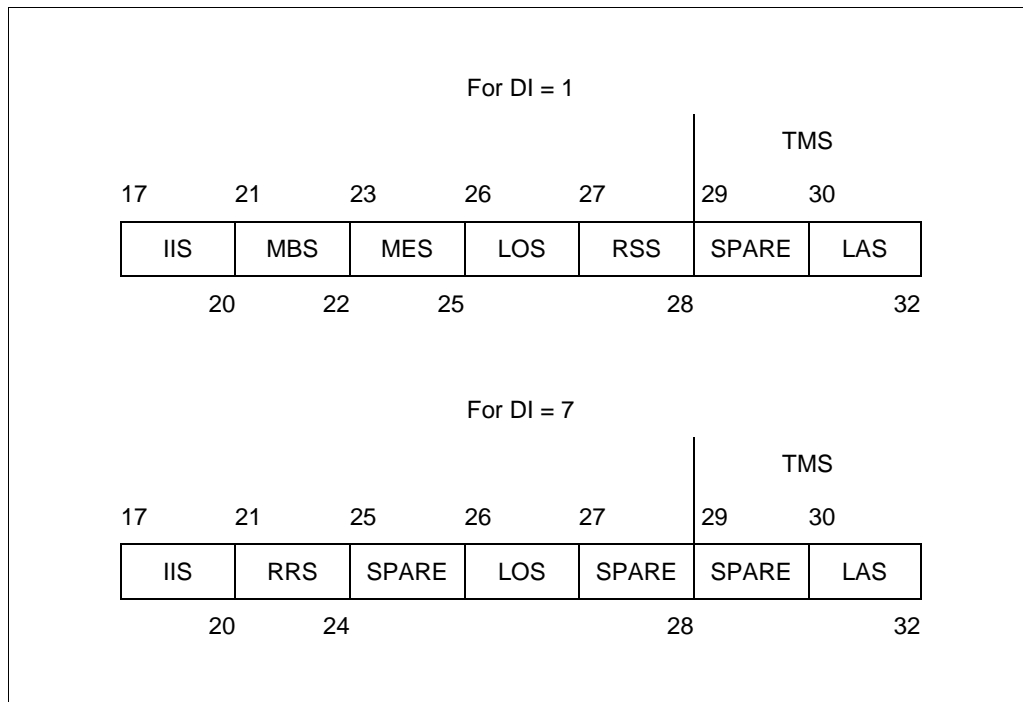 For DI = 1
TMS
17 21 23 26 27 29 30
IIS MBS MES LOS RSS SPARE LAS
20 22 25 28 32
For DI = 7
TMS
17 21 25 26 27 29 30
IIS RRS SPARE LOS SPARE SPARE LAS
20 24 28 32